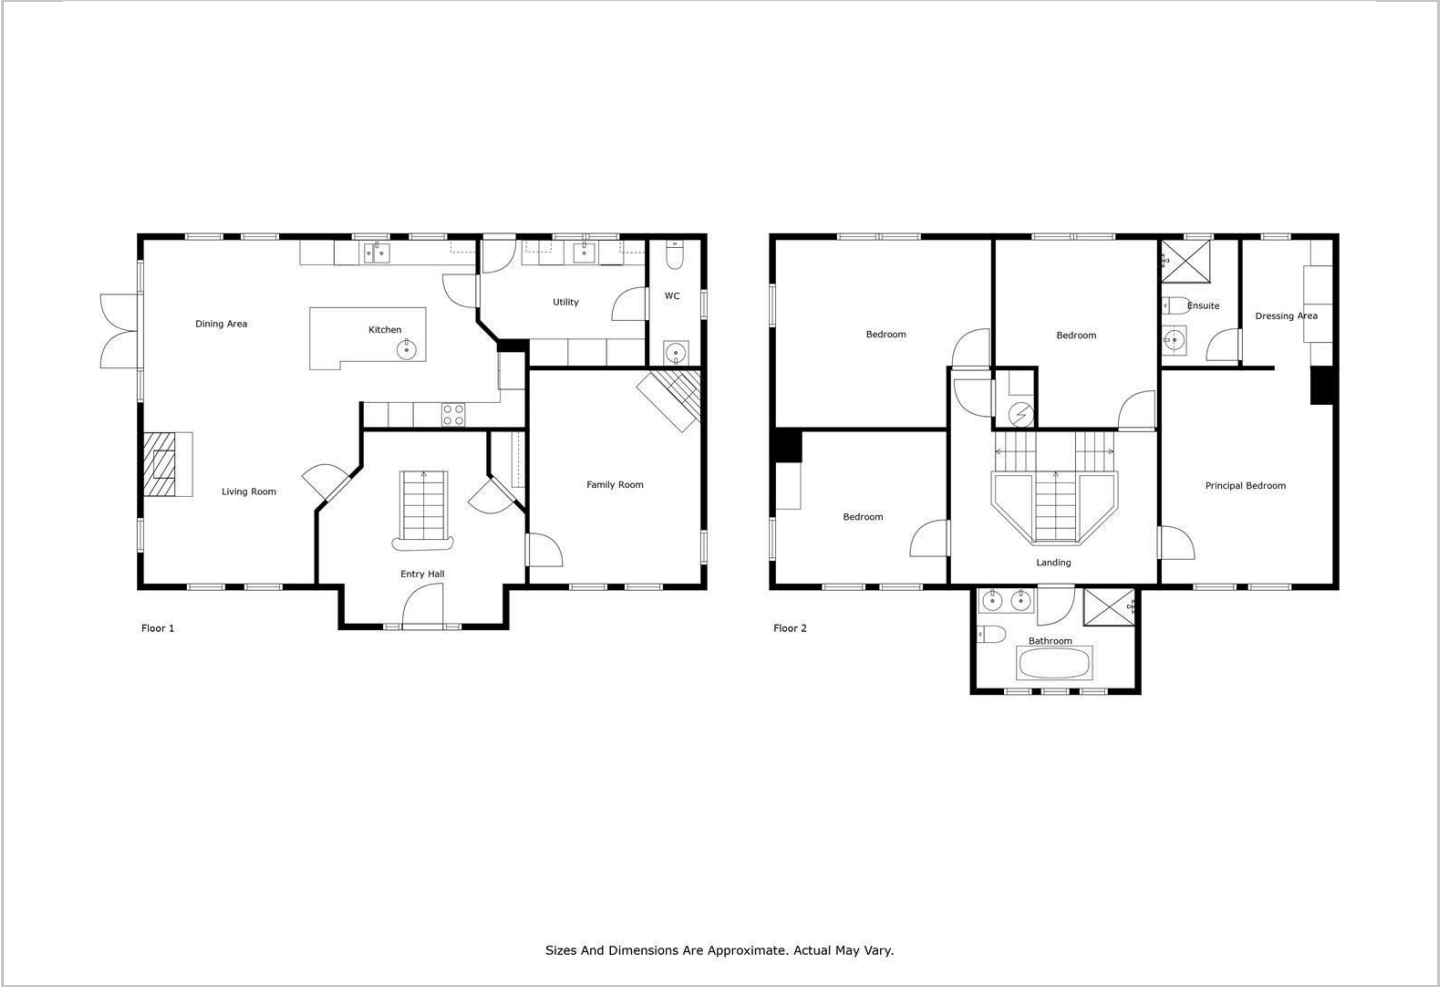 Dining Area
Kitchen
Utility
WC
Living Room
Family Room
Entry Hall
Floor 1
Bedroom
Bedroom
Ensuite
Dressing Area
Bedroom
Principal Bedroom
Landing
Bathroom
Floor 2
Sizes And Dimensions Are Approximate. Actual May Vary.